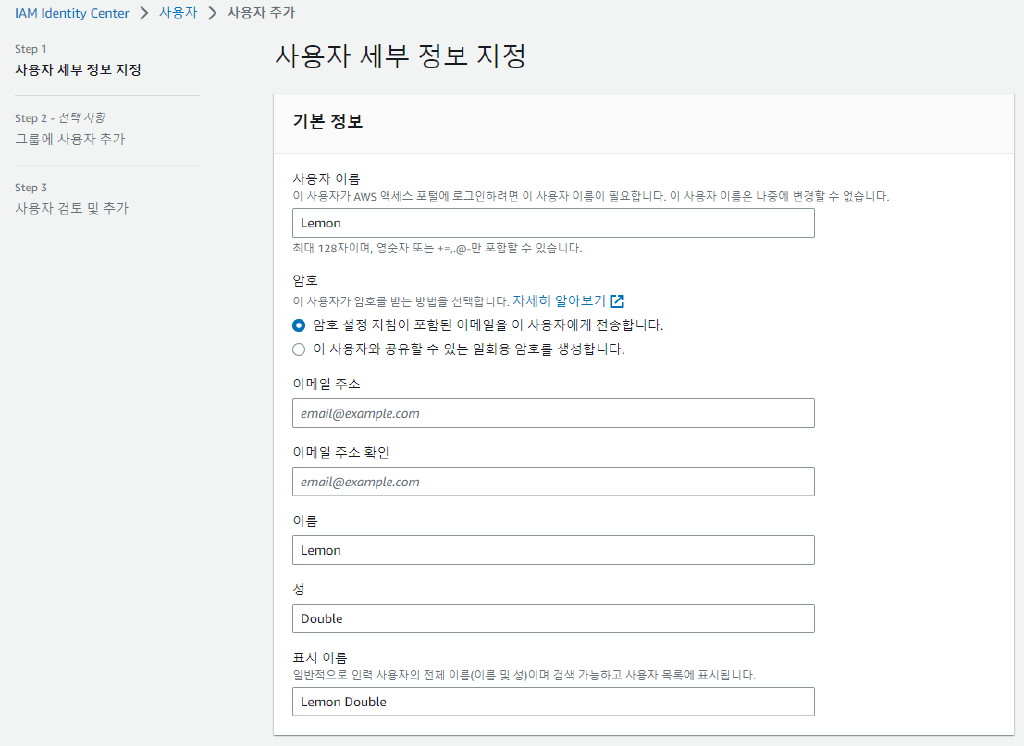 IAM Identity Center > 사용자 > 사용자 추가
Step 1
사용자 세부 정보 지정
Step 2 - 선택 사항
그룹에 사용자 추가
Step 3
사용자 검토 및 추가
사용자 세부 정보 지정
기본 정보
사용자 이름
이 사용자가 AWS 액세스 포털에 로그인하려면 이 사용자 이름이 필요합니다. 이 사용자 이름은 나중에 변경할 수 없습니다.
Lemon
최대 128자이며, 영숫자 또는 +=,.@-만 포함할 수 있습니다.
암호
이 사용자가 암호를 받는 방법을 선택합니다. 자세히 알아보기
암호 설정 지침이 포함된 이메일을 이 사용자에게 전송합니다.
이 사용자와 공유할 수 있는 일회용 암호를 생성합니다.
이메일 주소
email@example.com
이메일 주소 확인
email@example.com
이름
Lemon
성
Double
표시 이름
일반적으로 인력 사용자의 전체 이름(이름 및 성)이며 검색 가능하고 사용자 목록에 표시됩니다.
Lemon Double